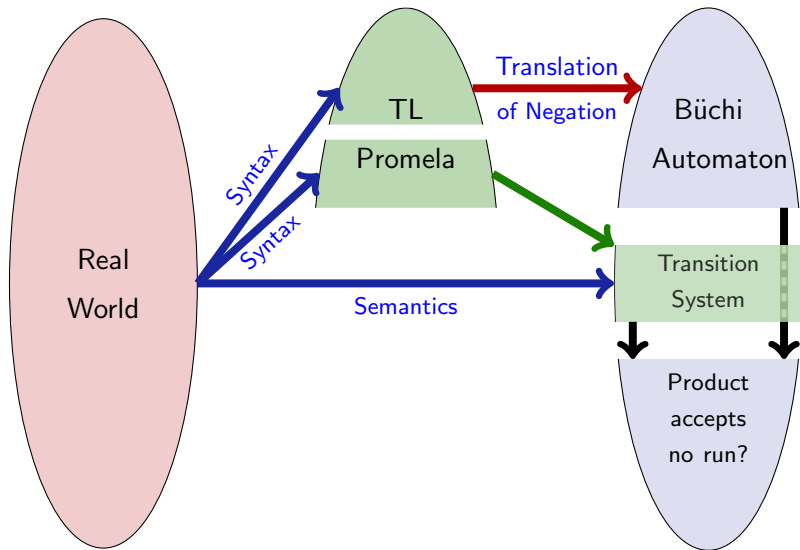 Real
World
Syntax
Syntax
Semantics
TL
Promela
Translation
of Negation
Büchi
Automaton
Transition
System
Product
accepts
no run?